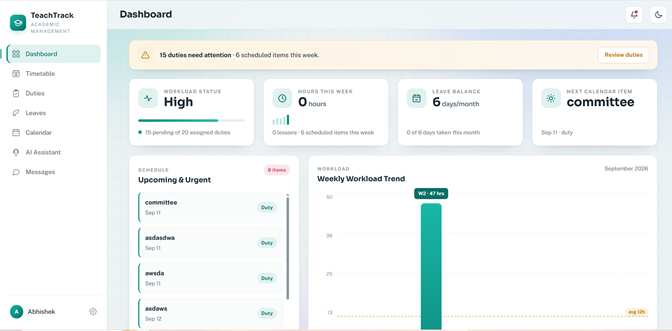 TeachTrack
ACADEMIC
MANAGEMENT
Dashboard
Timetable
Duties
Leaves
Calendar
AI Assistant
Messages
A Abhishek
Dashboard
15 duties need attention · 6 scheduled items this week.
Review duties
WORKLOAD STATUS
High
15 pending of 20 assigned duties
HOURS THIS WEEK
0 hours
0 lessons · 6 scheduled items this week
LEAVE BALANCE
6 days/month
0 of 6 days taken this month
NEXT CALENDAR ITEM
committee
Sep 11 · duty
SCHEDULE
Upcoming & Urgent
6 items
committee
Sep 11
Duty
asdasdwa
Sep 11
Duty
awsda
Sep 11
Duty
asdaws
Sep 12
Duty
WORKLOAD
Weekly Workload Trend
September 2026
W2 · 47 hrs
50
38
25
13
avg 12h